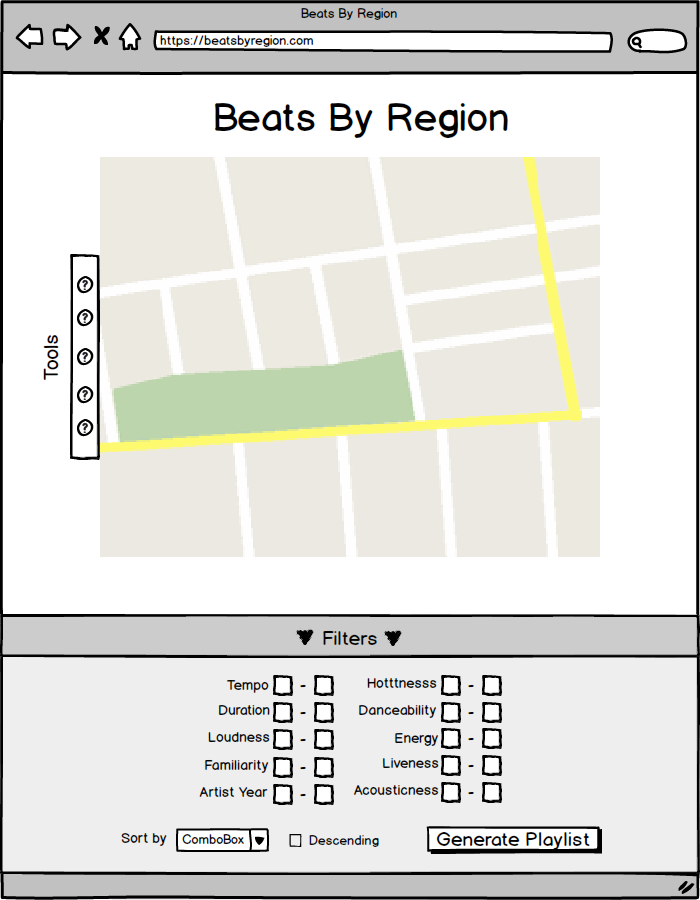 Beats By Region
https://beatsbyregion.com
Beats By Region
Tools
?
?
?
?
?
Filters
Tempo - Hotttnesss -
Duration - Danceability -
Loudness - Energy -
Familiarity - Liveness -
Artist Year - Acousticness -
Sort by ComboBox Descending Generate Playlist